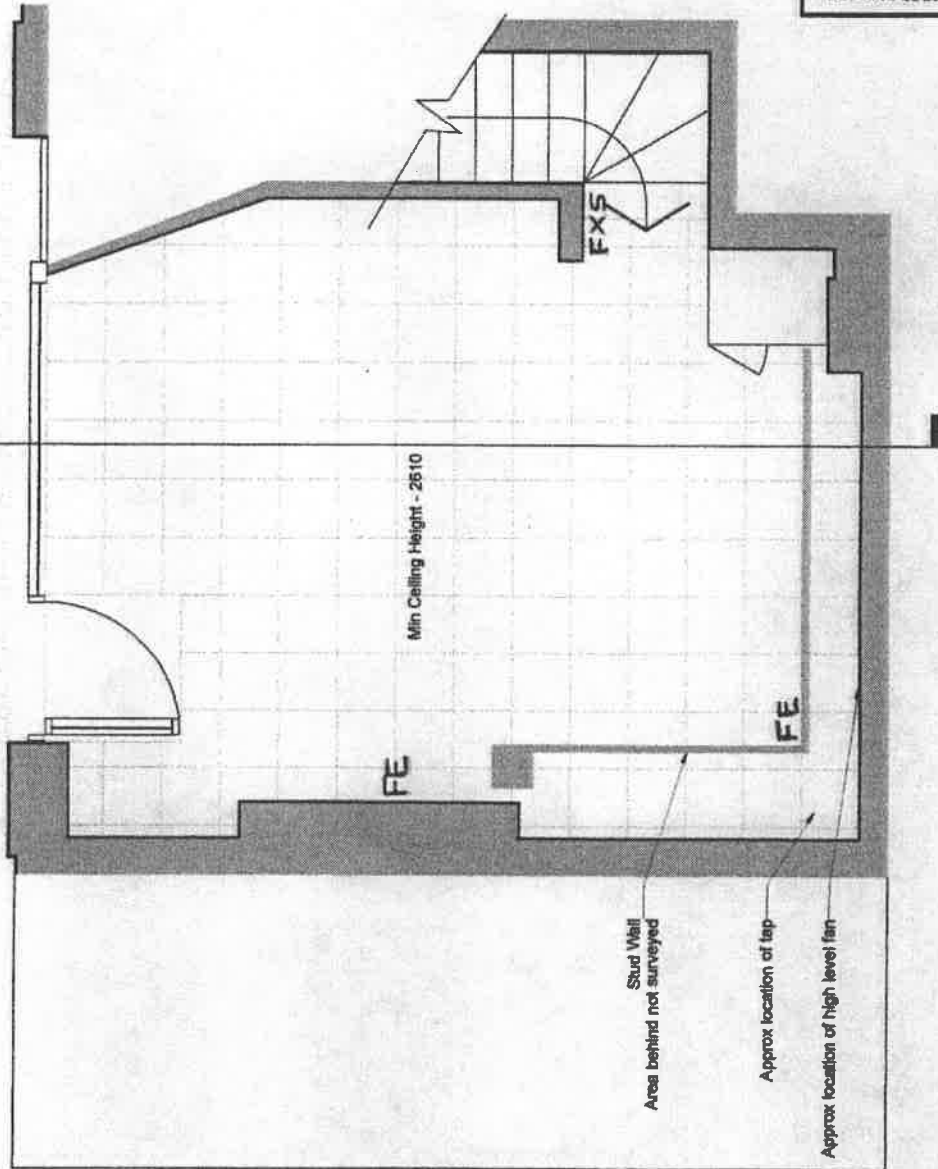 FXS
Min Ceiling Height - 2610
FE
FE
Stud Wall
Area behind not surveyed
Approx location of tap
Approx location of high level fan